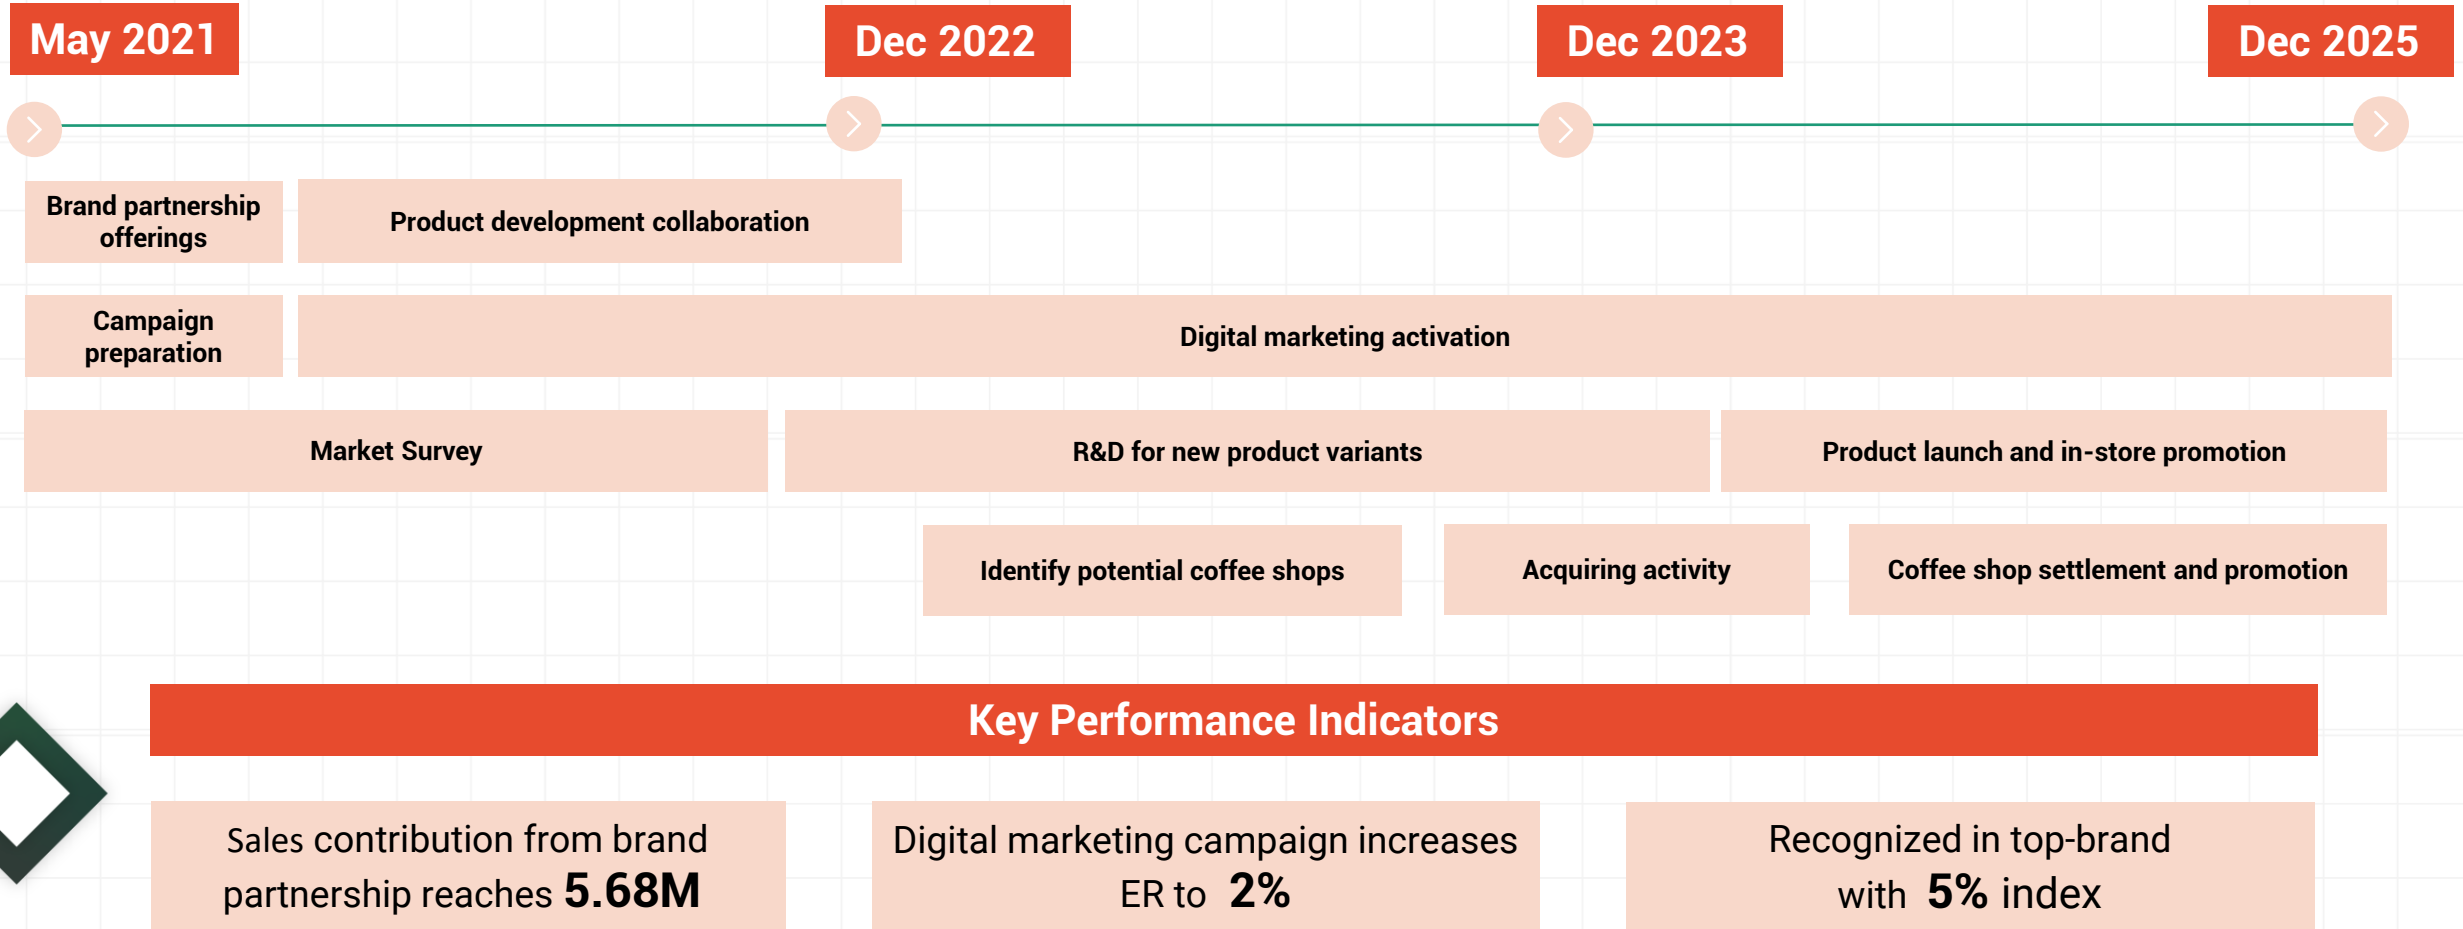 May 2021
Dec 2022
Dec 2023
Dec 2025
Brand partnership
offerings
Product development collaboration
Campaign
preparation
Digital marketing activation
Market Survey
R&D for new product variants
Product launch and in-store promotion
Identify potential coffee shops
Acquiring activity
Coffee shop settlement and promotion
Key Performance Indicators
Sales contribution from brand
partnership reaches 5.68M
Digital marketing campaign increases
ER to 2%
Recognized in top-brand
with 5% index